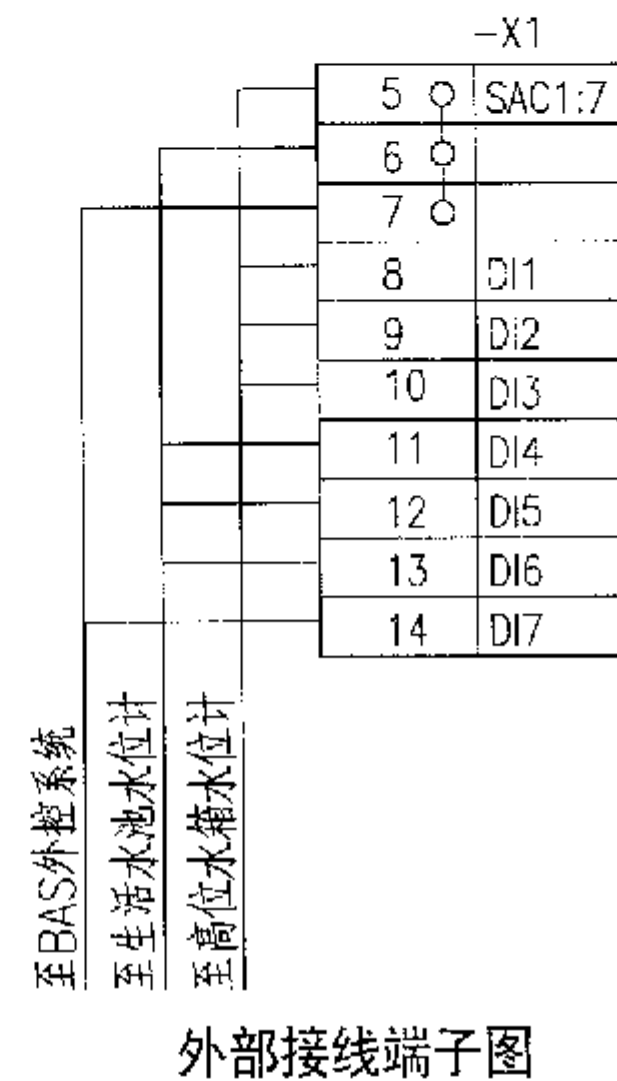 -X1
5 SAC1:7
6
7
8 DI1
9 DI2
10 DI3
11 DI4
12 DI5
13 DI6
14 DI7
至BAS外控系统
至生活水池水位计
至高位水箱水位计
外部接线端子图